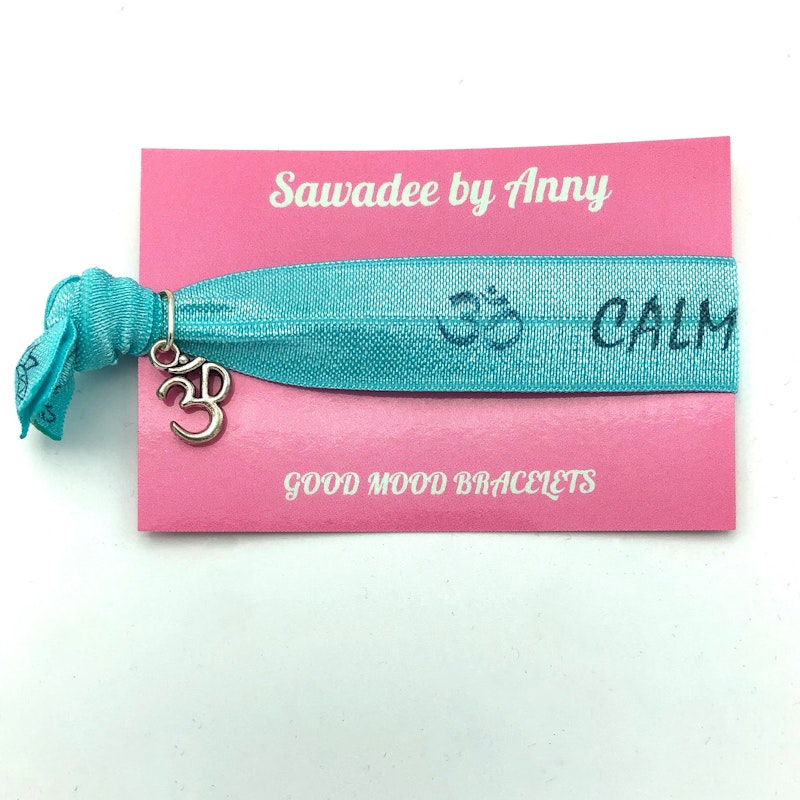 Sawadee by Anny
ॐ CALM
GOOD MOOD BRACELETS